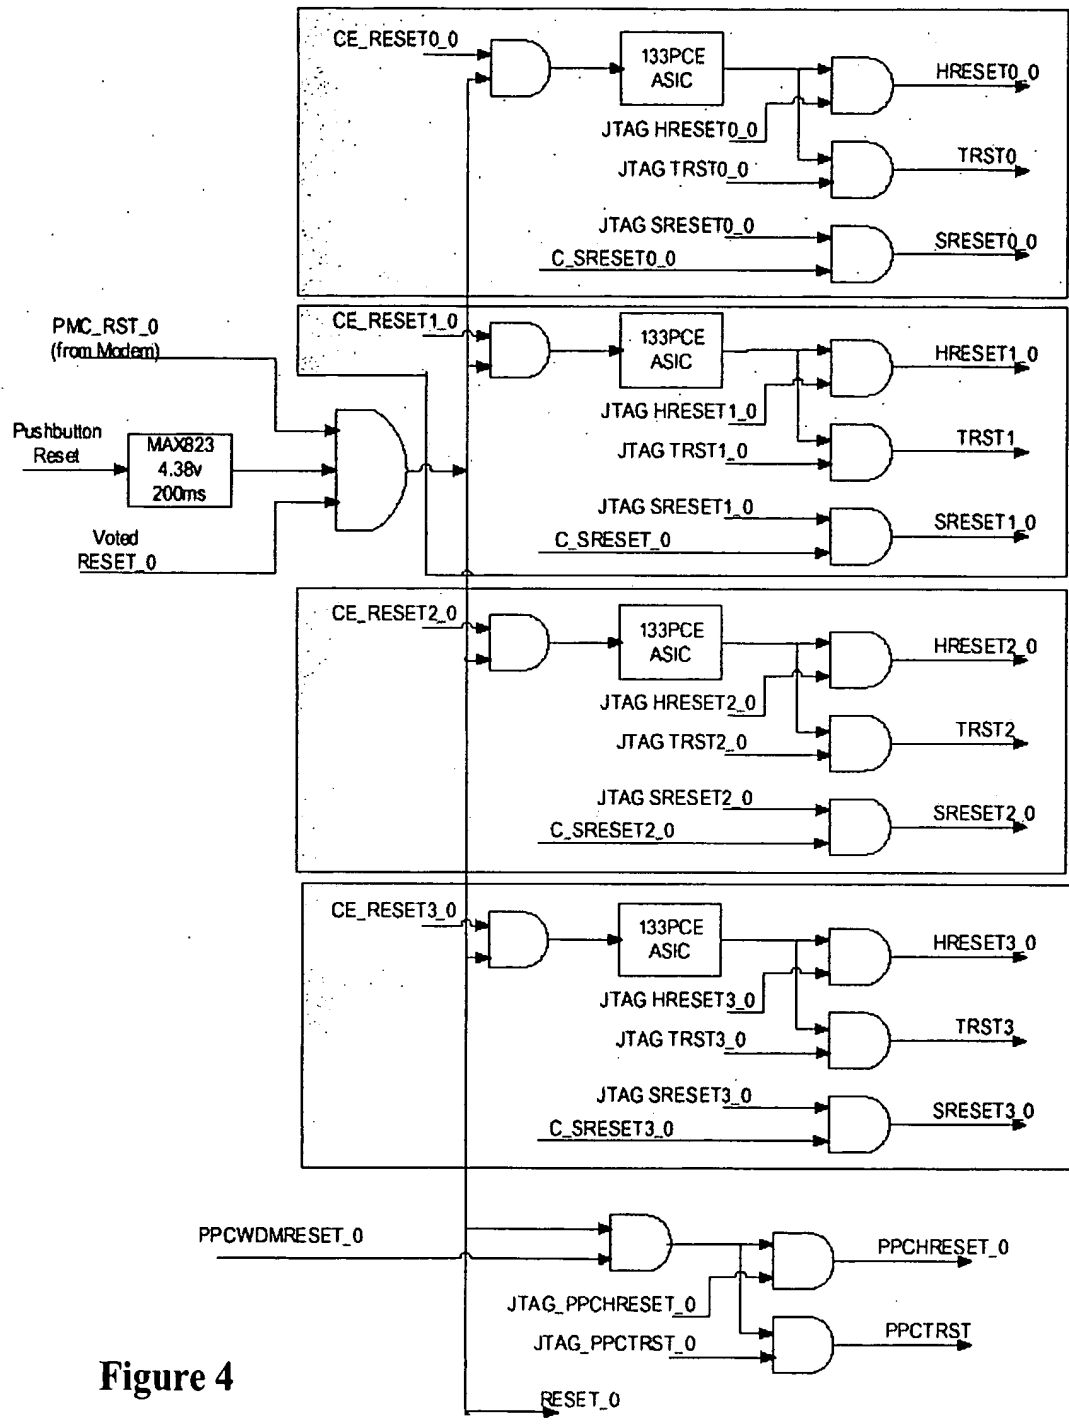 CE_RESET0_0
133PCE
ASIC
HRESET0_0
JTAG HRESET0_0
TRST0
JTAG TRST0_0
JTAG SRESET0_0
SRESET0_0
C_SRESET0_0
PMC_RST_0
(from Modem)
CE_RESET1_0
133PCE
ASIC
HRESET1_0
JTAG HRESET1_0
Pushbutton
Reset
MAX823
4.38v
200ms
TRST1
JTAG TRST1_0
JTAG SRESET1_0
SRESET1_0
Voted
RESET_0
C_SRESET_0
CE_RESET2_0
133PCE
ASIC
HRESET2_0
JTAG HRESET2_0
TRST2
JTAG TRST2_0
JTAG SRESET2_0
SRESET2_0
C_SRESET2_0
CE_RESET3_0
133PCE
ASIC
HRESET3_0
JTAG HRESET3_0
TRST3
JTAG TRST3_0
JTAG SRESET3_0
SRESET3_0
C_SRESET3_0
PPCWDMRESET_0
PPCHRESET_0
JTAG_PPCHRESET_0
PPCTRST
JTAG_PPCTRST_0
Figure 4
RESET_0